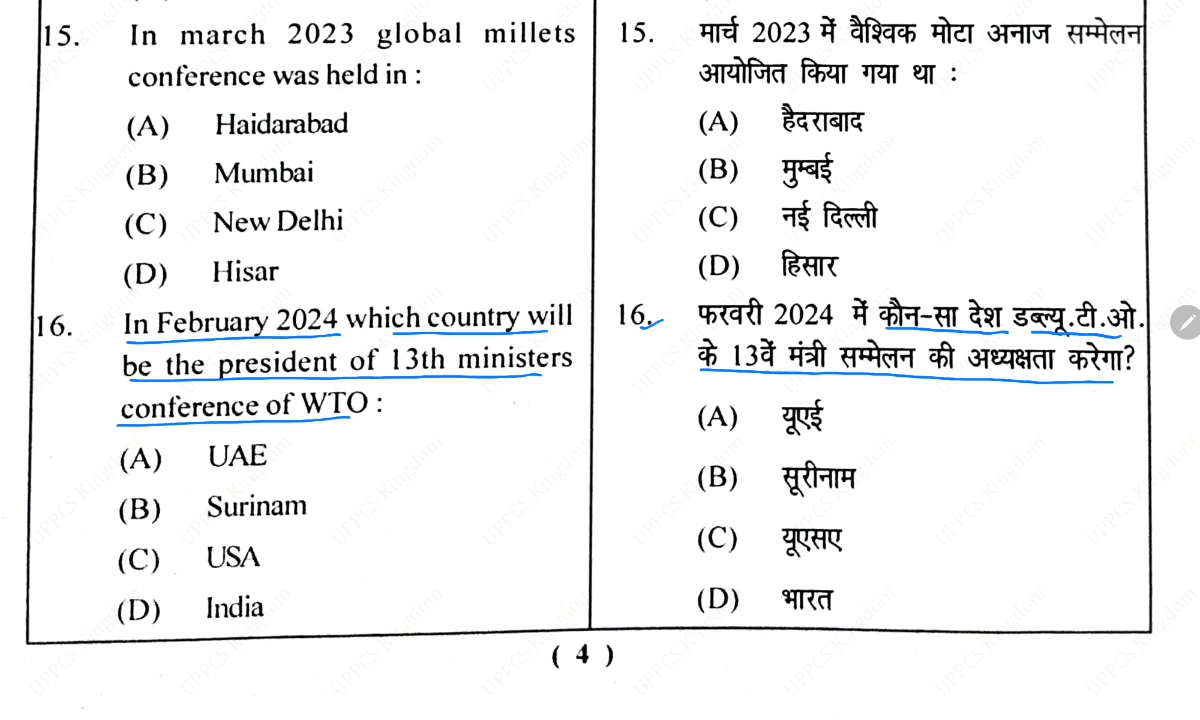 15. In march 2023 global millets
conference was held in :
(A) Haidarabad
(B) Mumbai
(C) New Delhi
(D) Hisar
16. In February 2024 which country will
be the president of 13th ministers
conference of WTO :
(A) UAE
(B) Surinam
(C) USA
(D) India
15. मार्च 2023 में वैश्विक मोटा अनाज सम्मेलन
आयोजित किया गया था :
(A) हैदराबाद
(B) मुम्बई
(C) नई दिल्ली
(D) हिसार
16. फरवरी 2024 में कौन-सा देश डब्ल्यू.टी.ओ.
के 13वें मंत्री सम्मेलन की अध्यक्षता करेगा?
(A) यूएई
(B) सूरीनाम
(C) यूएसए
(D) भारत
( 4 )
UPPCS Kingdom